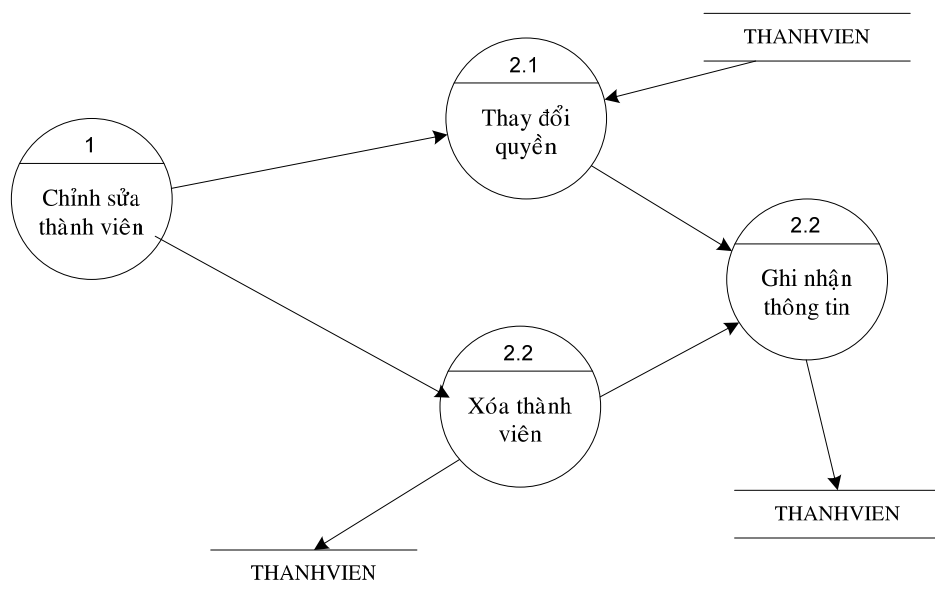 THANHVIEN
2.1
Thay đổi
quyền
1
Chỉnh sửa
thành viên
2.2
Ghi nhận
thông tin
2.2
Xóa thành
viên
THANHVIEN
THANHVIEN